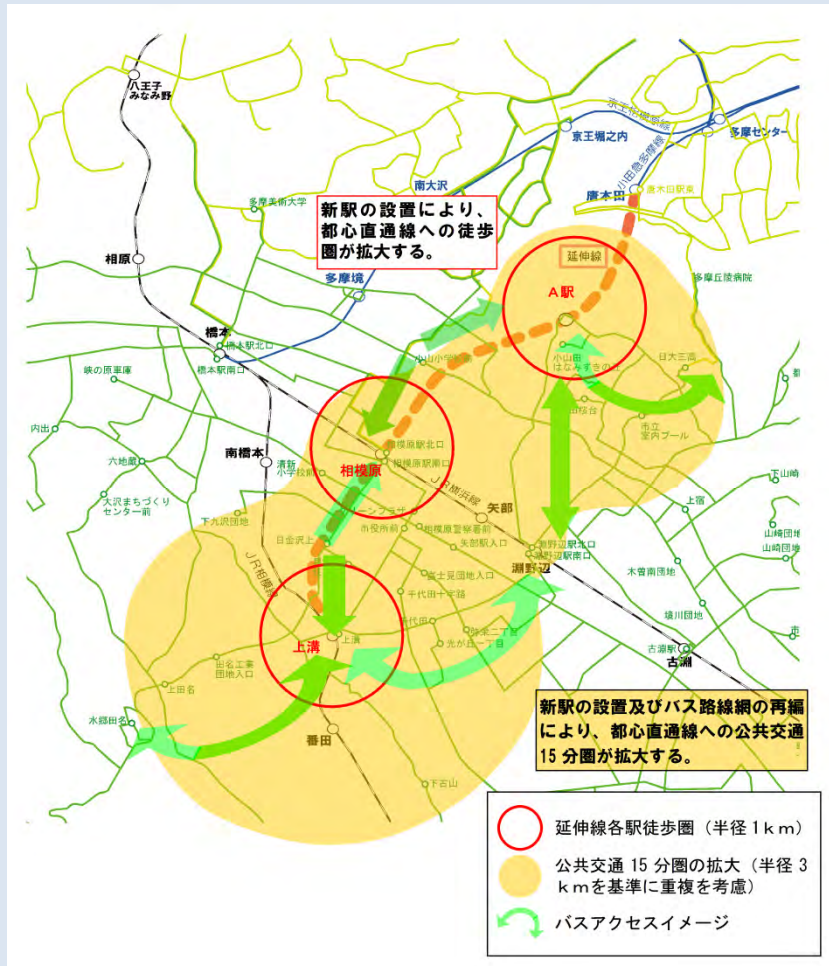 八王子
みなみ野
京王相模原線
小田急多摩線
京王堀之内
多摩センター
南大沢
唐木田
唐木田駅東
多摩美術大学
新駅の設置により、
都心直通線への徒歩
圏が拡大する。
延伸線
相原
多摩境
A駅
多摩丘陵病院
橋本
橋本駅北口
橋本駅南口
小山田
はなみずきの丘
日大三高
峡の原車庫
桜台
市立
室内プール
内出
南橋本
相模原駅北口
相模原駅南口
相模原
六地蔵
清新
小学校前
JR横浜線
矢部
下山崎
大沢まちづくり
センター前
上宿
下九沢団地
市役所前
相模原警察署前
山崎団地
山崎団地
日金沢上
矢部駅入口
淵野辺駅北口
淵野辺駅南口
淵野辺
木曽南団地
JR相模線
富士見団地入口
千代田十字路
境川団地
上溝
上溝
弥栄二丁目
光が丘一丁目
市
古淵駅
古淵
田名工業
団地入口
上田名
水郷田名
番田
下石山
新駅の設置及びバス路線網の再編
により、都心直通線への公共交通
15分圏が拡大する。
延伸線各駅徒歩圏（半径1km）
公共交通 15分圏の拡大（半径3
kmを基準に重複を考慮）
バスアクセスイメージ